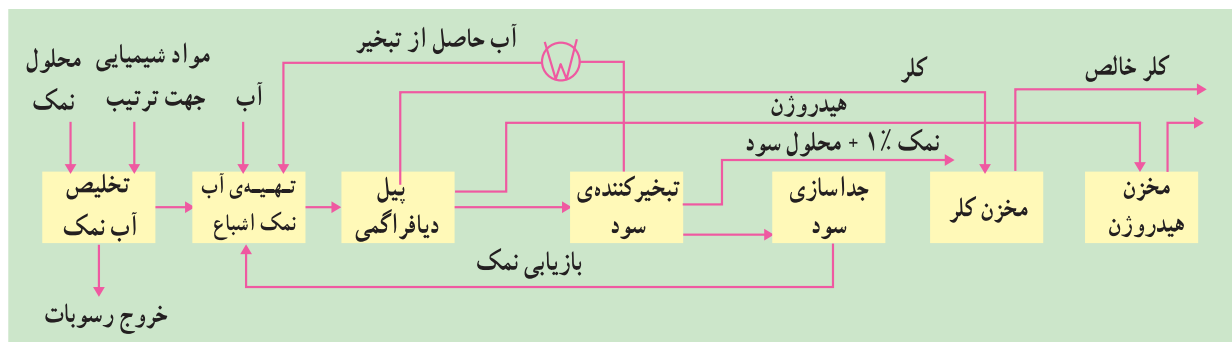 آب حاصل از تبخیر
محلول
نمک
مواد شیمیایی
جهت ترتیب
آب
کلر
کلر خالص
هیدروژن
نمک ۱٪ + محلول سود
تخلیص
آب نمک
تهیه‌ی آب
نمک اشباع
پیل
دیافراگمی
تبخیرکننده‌ی
سود
جداسازی
سود
مخزن کلر
مخزن
هیدروژن
بازیابی نمک
خروج رسوبات